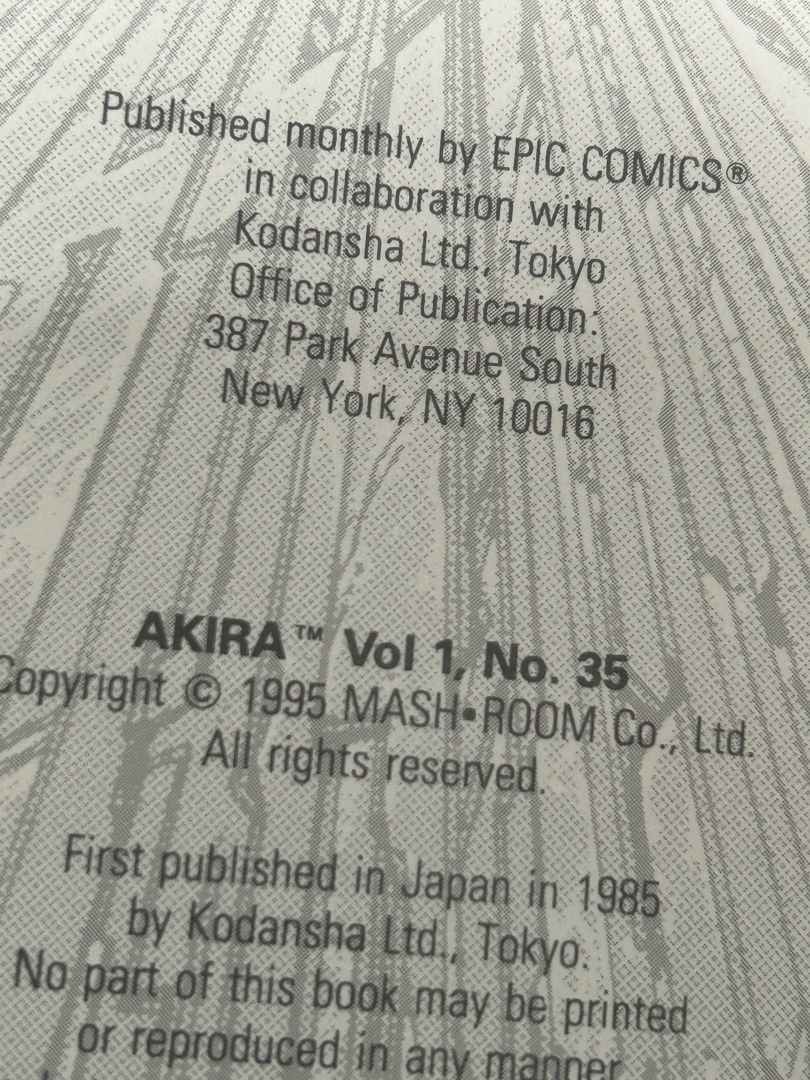 Published monthly by EPIC COMICS®
in collaboration with
Kodansha Ltd., Tokyo
Office of Publication:
387 Park Avenue South
New York, NY 10016
AKIRA™ Vol 1, No. 35
Copyright © 1995 MASH•ROOM Co., Ltd.
All rights reserved.
First published in Japan in 1985
by Kodansha Ltd., Tokyo.
No part of this book may be printed
or reproduced in any manner